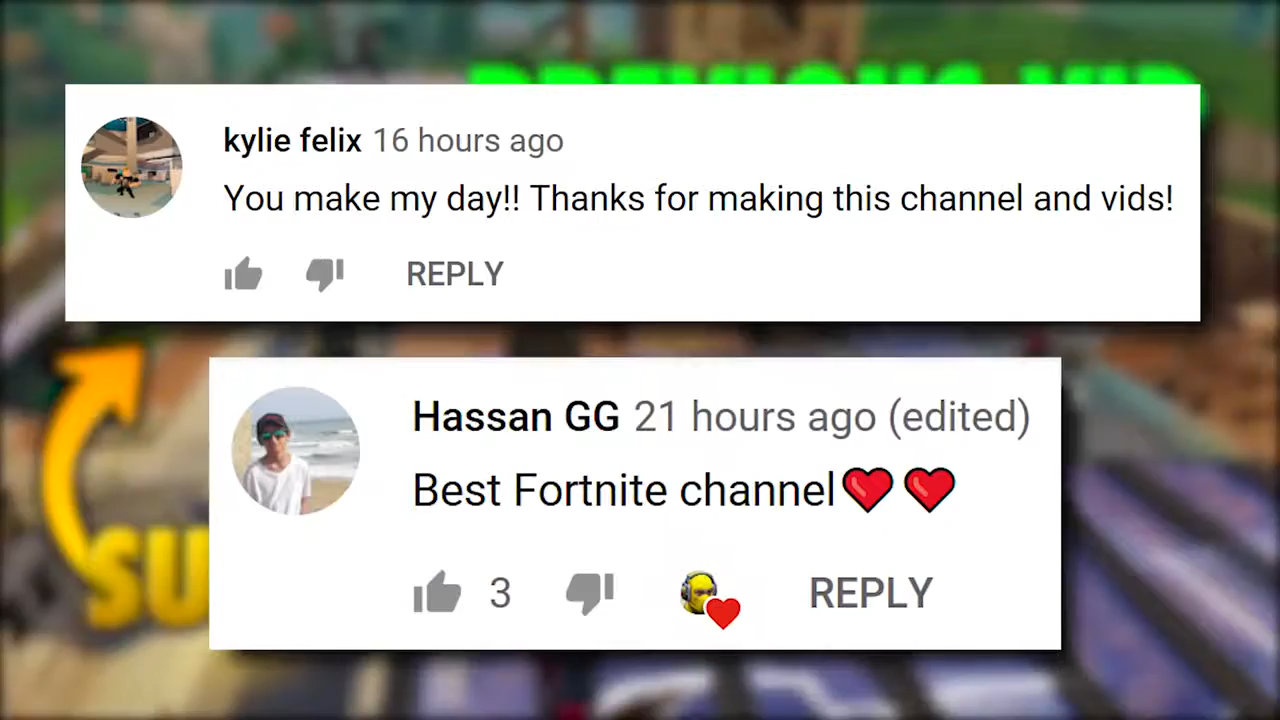 kylie felix 16 hours ago
You make my day!! Thanks for making this channel and vids!
REPLY
Hassan GG 21 hours ago (edited)
Best Fortnite channel❤❤
3 REPLY